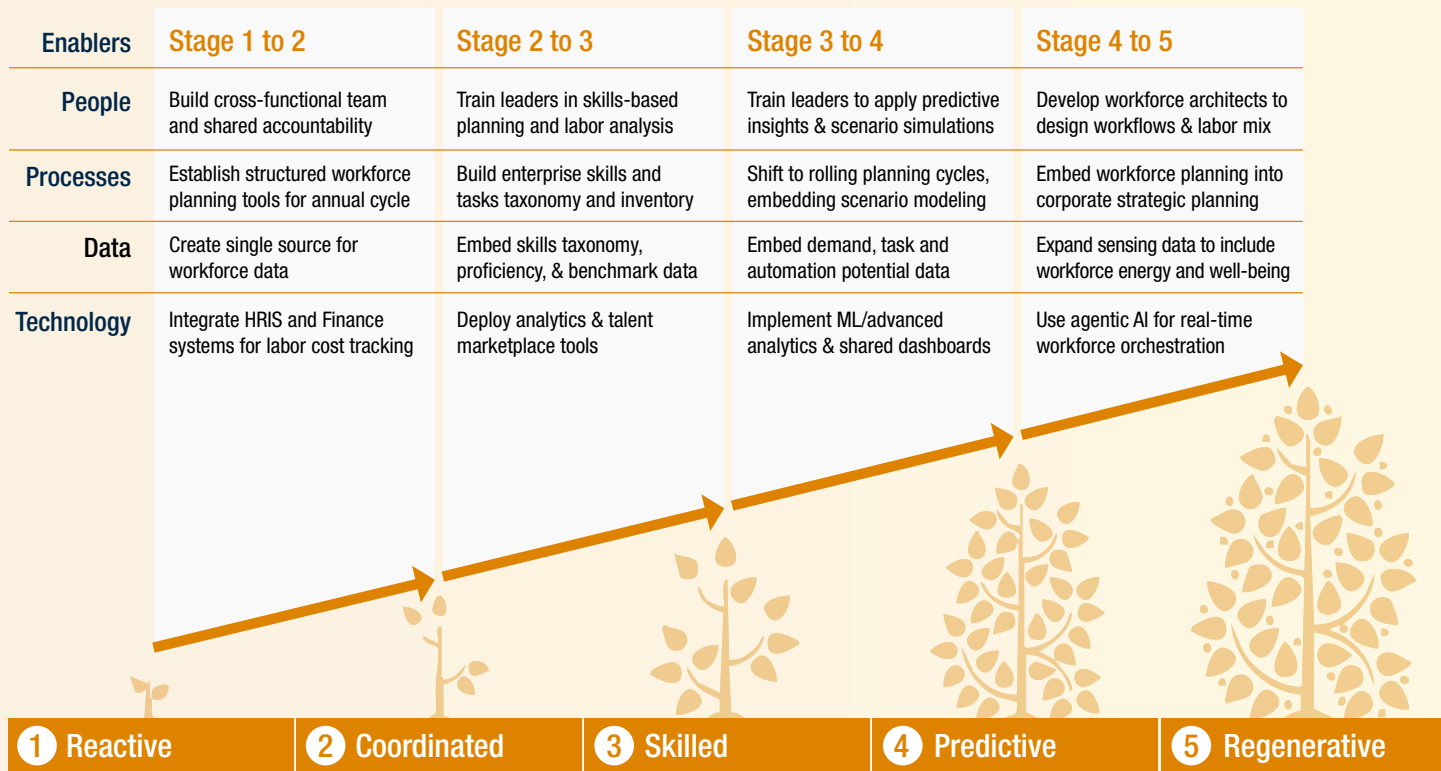 Enablers
Stage 1 to 2
Stage 2 to 3
Stage 3 to 4
Stage 4 to 5
People
Build cross-functional team
and shared accountability
Train leaders in skills-based
planning and labor analysis
Train leaders to apply predictive
insights & scenario simulations
Develop workforce architects to
design workflows & labor mix
Processes
Establish structured workforce
planning tools for annual cycle
Build enterprise skills and
tasks taxonomy and inventory
Shift to rolling planning cycles,
embedding scenario modeling
Embed workforce planning into
corporate strategic planning
Data
Create single source for
workforce data
Embed skills taxonomy,
proficiency, & benchmark data
Embed demand, task and
automation potential data
Expand sensing data to include
workforce energy and well-being
Technology
Integrate HRIS and Finance
systems for labor cost tracking
Deploy analytics & talent
marketplace tools
Implement ML/advanced
analytics & shared dashboards
Use agentic AI for real-time
workforce orchestration
1 Reactive
2 Coordinated
3 Skilled
4 Predictive
5 Regenerative